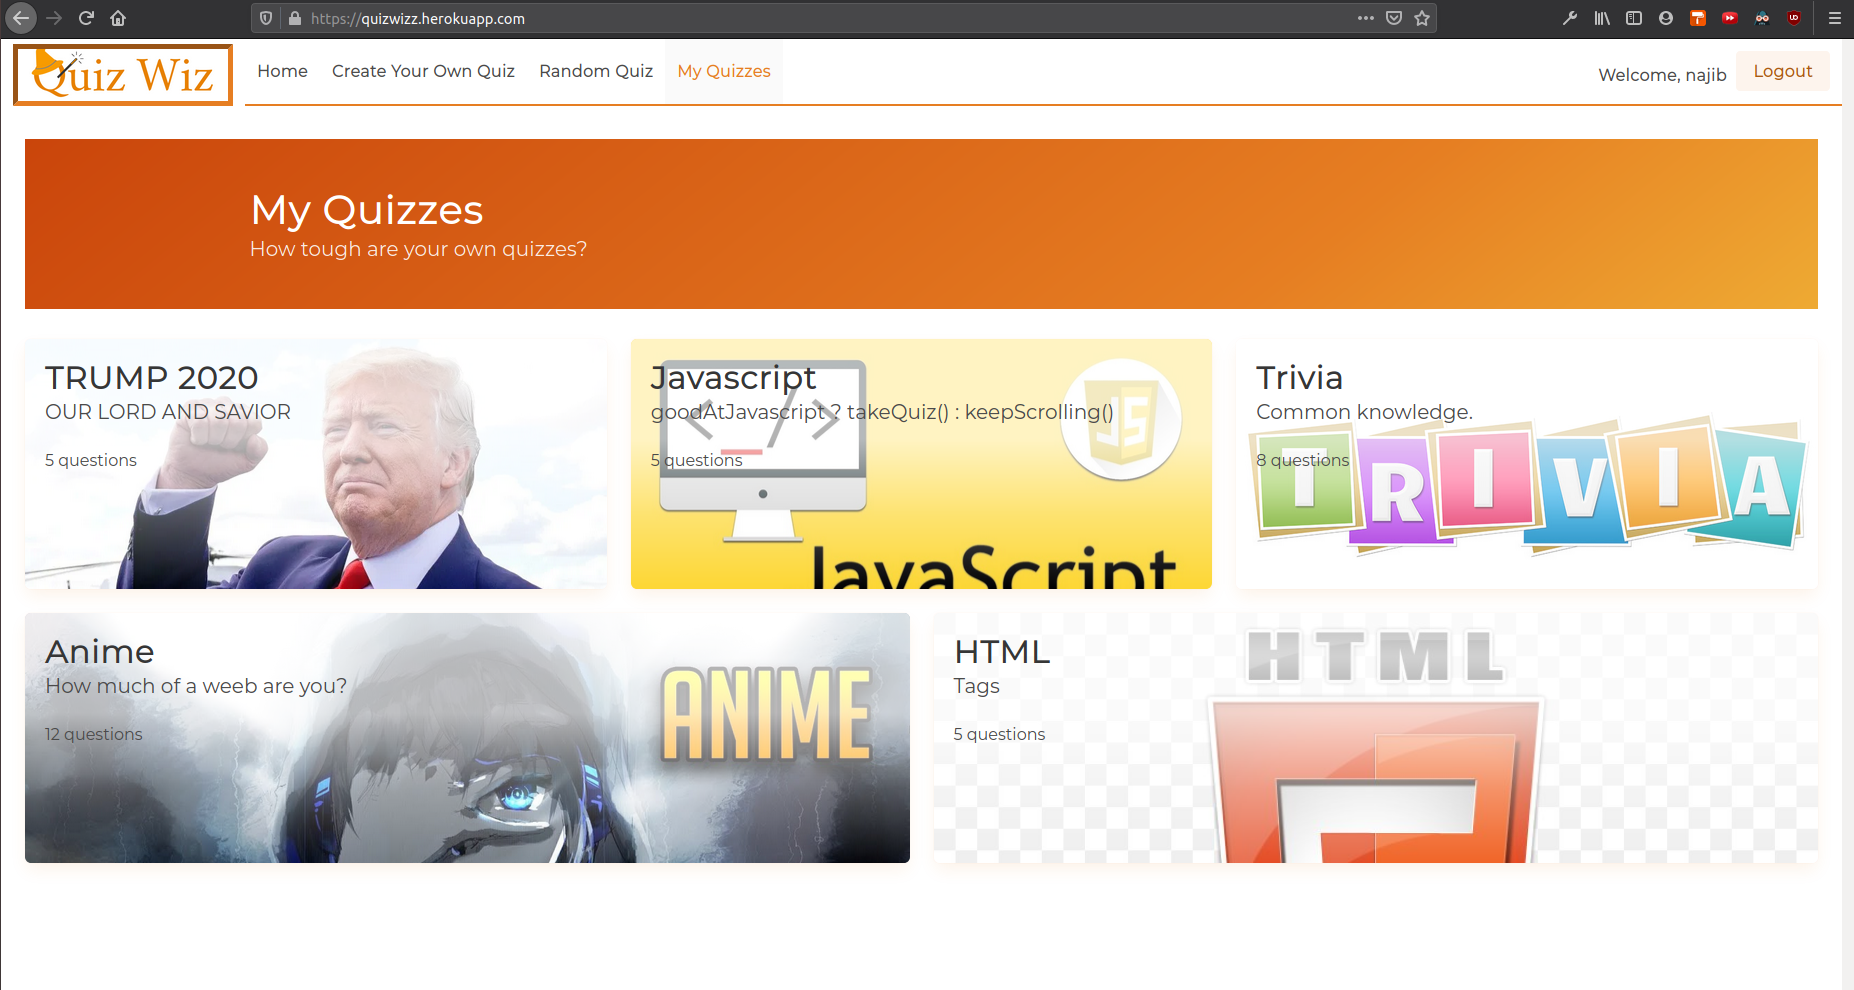 https://quizwizz.herokuapp.com
Quiz Wiz
Home
Create Your Own Quiz
Random Quiz
My Quizzes
Welcome, najib
Logout
My Quizzes
How tough are your own quizzes?
TRUMP 2020
OUR LORD AND SAVIOR
5 questions
Javascript
goodAtJavascript ? takeQuiz() : keepScrolling()
5 questions
</>
JS
JavaScript
Trivia
Common knowledge.
8 questions
TRIVIA
Anime
How much of a weeb are you?
12 questions
ANIME
HTML
Tags
5 questions
HTML